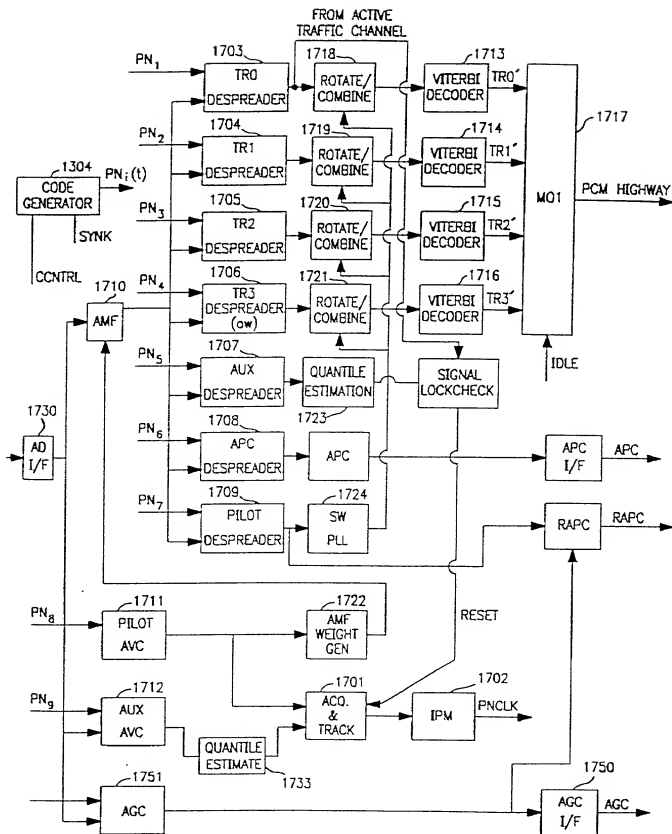 FROM ACTIVE
TRAFFIC CHANNEL
1703
1718
1713
PN1
TR0
DESPREADER
ROTATE/
COMBINE
VITERBI
DECODER
TR0'
1717
1704
1719
1714
PN2
TR1
DESPREADER
ROTATE/
COMBINE
VITERBI
DECODER
TR1'
1304
CODE
GENERATOR
PNi(t)
SYNK
CCNTRL
M01
PCM HIGHWAY
1705
1720
1715
PN3
TR2
DESPREADER
ROTATE/
COMBINE
VITERBI
DECODER
TR2'
1706
1721
1716
PN4
TR3
DESPREADER
(ow)
ROTATE/
COMBINE
VITERBI
DECODER
TR3'
IDLE
1710
AMF
1707
PN5
AUX
DESPREADER
QUANTILE
ESTIMATION
1723
SIGNAL
LOCKCHECK
1730
AD
I/F
1708
PN6
APC
DESPREADER
APC
APC
I/F
APC
1709
1724
PN7
PILOT
DESPREADER
SW
PLL
RAPC
RAPC
1711
1722
PN8
PILOT
AVC
AMF
WEIGHT
GEN
RESET
1712
1701
1702
PN9
AUX
AVC
ACQ.
&
TRACK
IPM
PNCLK
QUANTILE
ESTIMATE
1733
1751
AGC
1750
AGC
I/F
AGC